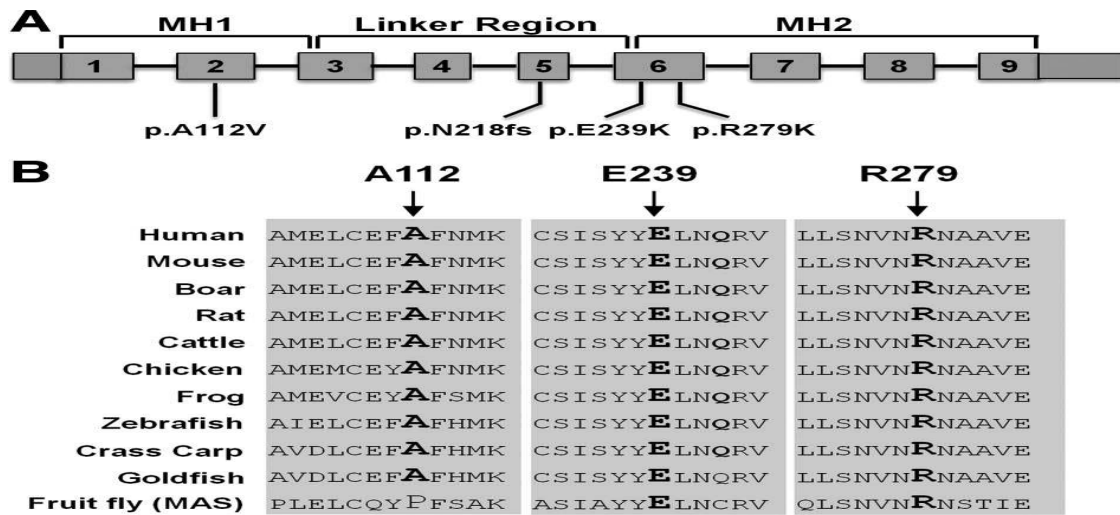 A
MH1 Linker Region MH2
1 2 3 4 5 6 7 8 9
p.A112V p.N218fs p.E239K p.R279K
B
A112 E239 R279
Human AMELCEFAFNMK CSISYYELNQRV LLSNVNRNAAVE
Mouse AMELCEFAFNMK CSISYYELNQRV LLSNVNRNAAVE
Boar AMELCEFAFNMK CSISYYELNQRV LLSNVNRNAAVE
Rat AMELCEFAFNMK CSISYYELNQRV LLSNVNRNAAVE
Cattle AMELCEFAFNMK CSISYYELNQRV LLSNVNRNAAVE
Chicken AMEMCEYAFNMK CSISYYELNQRV LLSNVNRNAAVE
Frog AMEVCEYAFSMK CSISYYELNQRV LLSNVNRNAAVE
Zebrafish AIELCEFAFHMK CSISYYELNQRV LLSNVNRNAAVE
Crass Carp AVDLCEFAFHMK CSISYYELNQRV LLSNVNRNAAVE
Goldfish AVDLCEFAFHMK CSISYYELNQRV LLSNVNRNAAVE
Fruit fly (MAS) PLELCQYPFSAK ASIAYYELNCRV QLSNVNRNSTIE